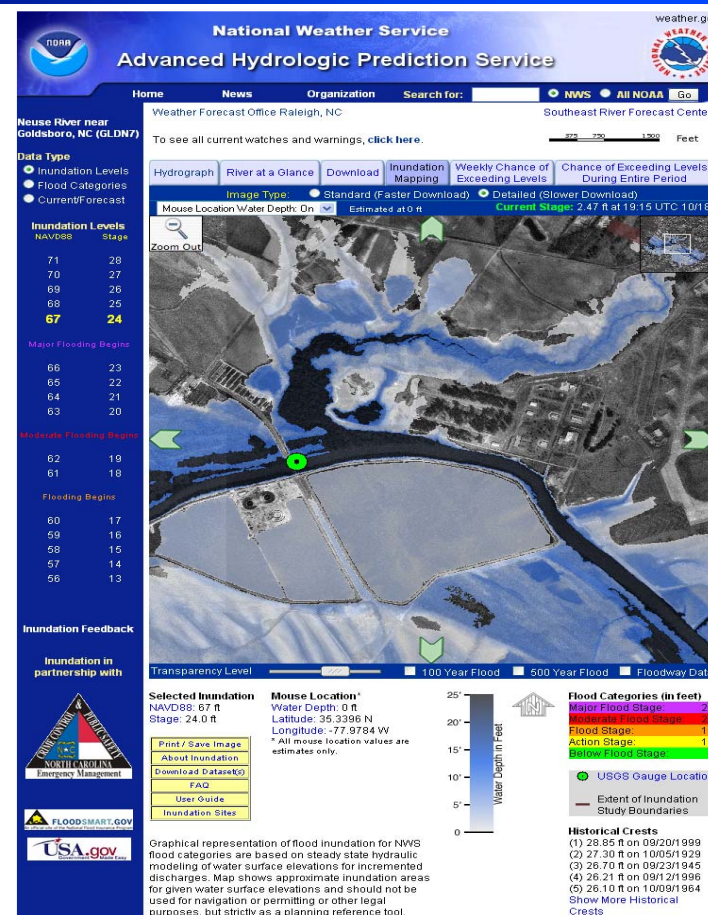 weather.go
NOAA
National Weather Service
Advanced Hydrologic Prediction Service
Home News Organization Search for: NWS All NOAA Go
Neuse River near
Goldsboro, NC (GLDN7)
Data Type
Inundation Levels
Flood Categories
Current/Forecast
Inundation Levels
NAVD88 Stage
71 28
70 27
69 26
68 25
67 24
Major Flooding Begins
66 23
65 22
64 21
63 20
Moderate Flooding Begins
62 19
61 18
Flooding Begins
60 17
59 16
58 15
57 14
56 13
Inundation Feedback
Inundation in
partnership with
CRIME CONTROL & PUBLIC SAFETY
NORTH CAROLINA
Emergency Management
FLOODSMART.GOV
USA.gov
Government Made Easy
Weather Forecast Office Raleigh, NC Southeast River Forecast Cente
To see all current watches and warnings, click here.
375 750 1500 Feet
Hydrograph River at a Glance Download Inundation Mapping Weekly Chance of Exceeding Levels Chance of Exceeding Levels During Entire Period
Image Type: Standard (Faster Download) Detailed (Slower Download)
Mouse Location Water Depth: On Estimated at 0 ft Current Stage: 2.47 ft at 19:15 UTC 10/18
Zoom Out
Transparency Level 100 Year Flood 500 Year Flood Floodway Dat
Selected Inundation
NAVD88: 67 ft
Stage: 24.0 ft
Print / Save Image
About Inundation
Download Dataset(s)
FAQ
User Guide
Inundation Sites
Mouse Location*
Water Depth: 0 ft
Latitude: 35.3396 N
Longitude: -77.9784 W
* All mouse location values are
estimates only.
25'
20'
15'
10'
5'
0
Water Depth in Feet
Flood Categories (in feet)
Major Flood Stage: 2
Moderate Flood Stage: 2
Flood Stage: 1
Action Stage: 1
Below Flood Stage:
USGS Gauge Locatio
Extent of Inundation
Study Boundaries
Historical Crests
(1) 28.85 ft on 09/20/1999
(2) 27.30 ft on 10/05/1929
(3) 26.70 ft on 09/23/1945
(4) 26.21 ft on 09/12/1996
(5) 26.10 ft on 10/09/1964
Show More Historical
Crests
Graphical representation of flood inundation for NWS
flood categories are based on steady state hydraulic
modeling of water surface elevations for incremented
discharges. Map shows approximate inundation areas
for given water surface elevations and should not be
used for navigation or permitting or other legal
purposes, but strictly as a planning reference tool.